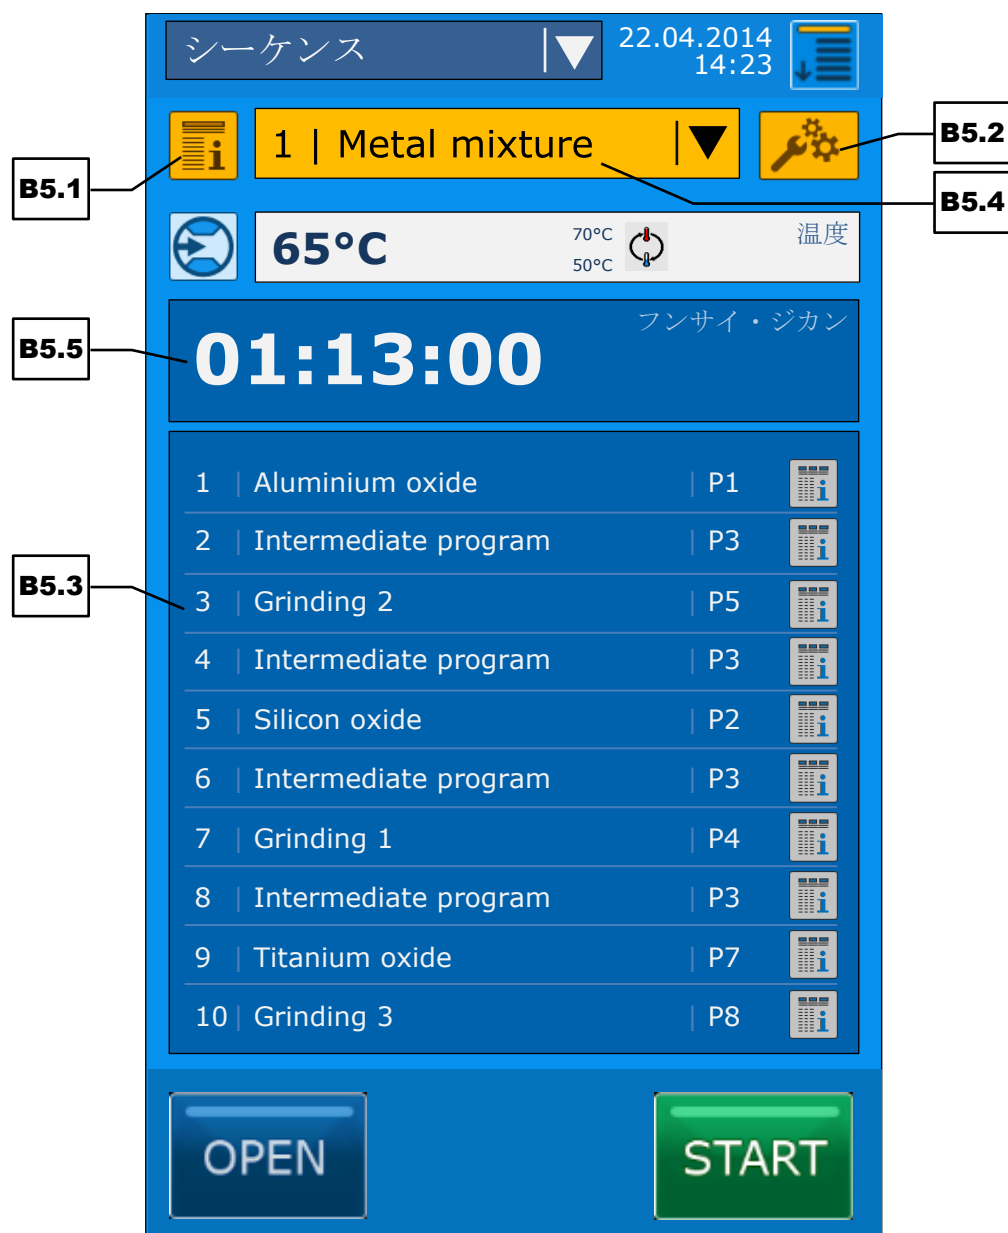 シーケンス
22.04.2014
14:23
1 | Metal mixture
B5.2
B5.1
B5.4
65°C
70°C
50°C
温度
フンサイ・ジカン
B5.5
01:13:00
1 | Aluminium oxide | P1
2 | Intermediate program | P3
B5.3
3 | Grinding 2 | P5
4 | Intermediate program | P3
5 | Silicon oxide | P2
6 | Intermediate program | P3
7 | Grinding 1 | P4
8 | Intermediate program | P3
9 | Titanium oxide | P7
10 | Grinding 3 | P8
OPEN
START